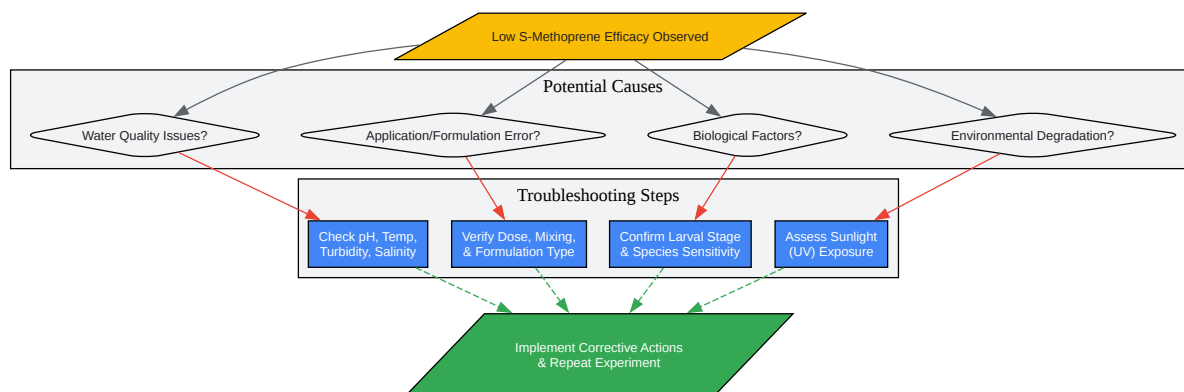 Low S-Methoprene Efficacy Observed
Potential Causes
Water Quality Issues?
Application/Formulation Error?
Biological Factors?
Environmental Degradation?
Troubleshooting Steps
Check pH, Temp,
Turbidity, Salinity
Verify Dose, Mixing,
& Formulation Type
Confirm Larval Stage
& Species Sensitivity
Assess Sunlight
(UV) Exposure
Implement Corrective Actions
& Repeat Experiment